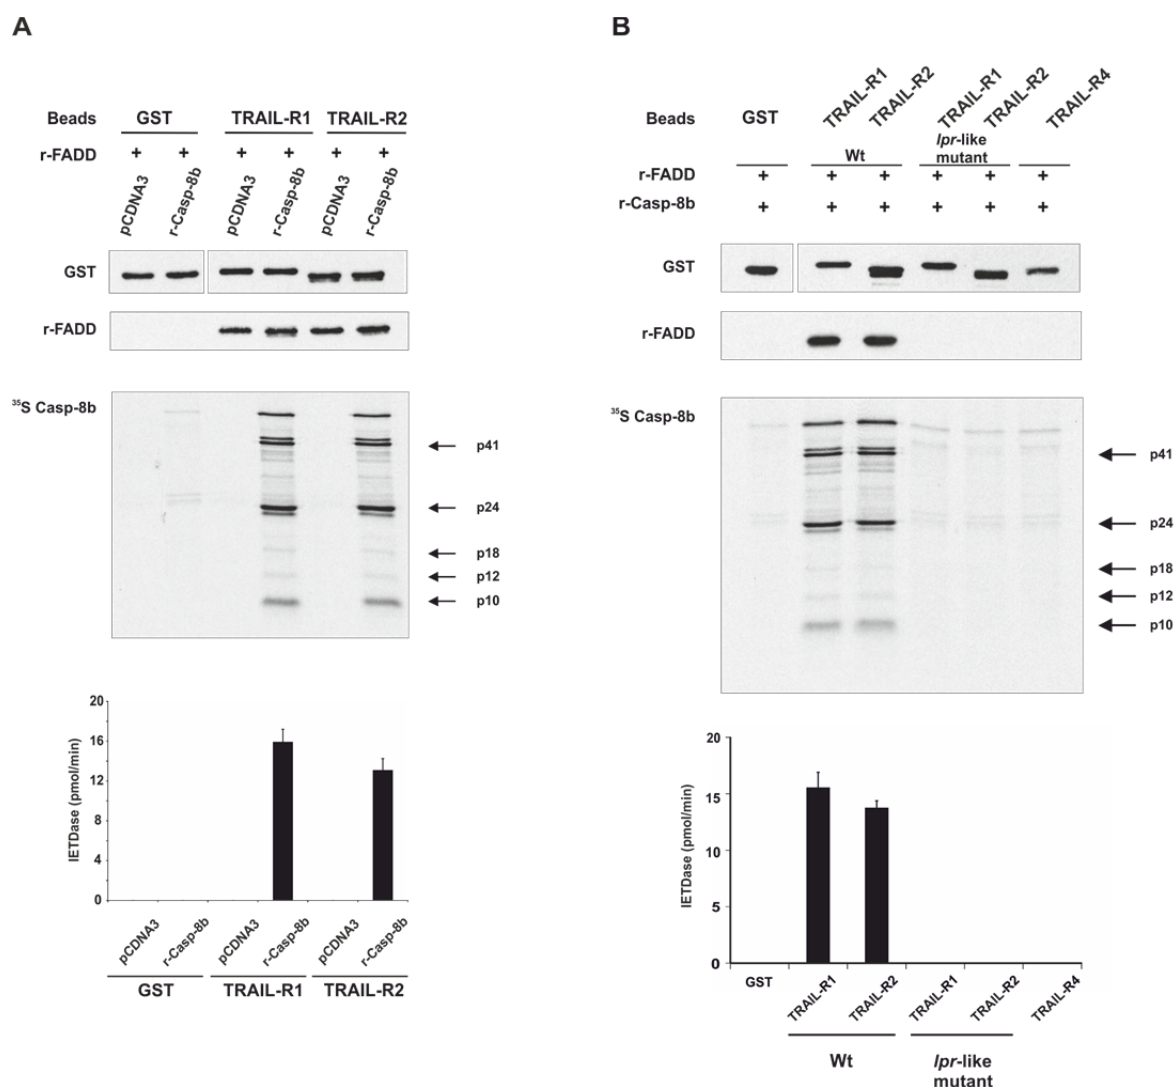 A
Beads GST TRAIL-R1 TRAIL-R2
r-FADD + + + + + +
pCDNA3 r-Casp-8b pCDNA3 r-Casp-8b pCDNA3 r-Casp-8b
GST
r-FADD
³⁵S Casp-8b
p41
p24
p18
p12
p10
IETDase (pmol/min)
20
16
12
8
4
0
pCDNA3 r-Casp-8b pCDNA3 r-Casp-8b pCDNA3 r-Casp-8b
GST TRAIL-R1 TRAIL-R2
B
Beads GST TRAIL-R1 TRAIL-R2 TRAIL-R1 TRAIL-R2 TRAIL-R4
Wt lpr-like
mutant
r-FADD + + + + + +
r-Casp-8b + + + + + +
GST
r-FADD
³⁵S Casp-8b
p41
p24
p18
p12
p10
IETDase (pmol/min)
20
15
10
5
0
GST TRAIL-R1 TRAIL-R2 TRAIL-R1 TRAIL-R2 TRAIL-R4
Wt lpr-like
mutant